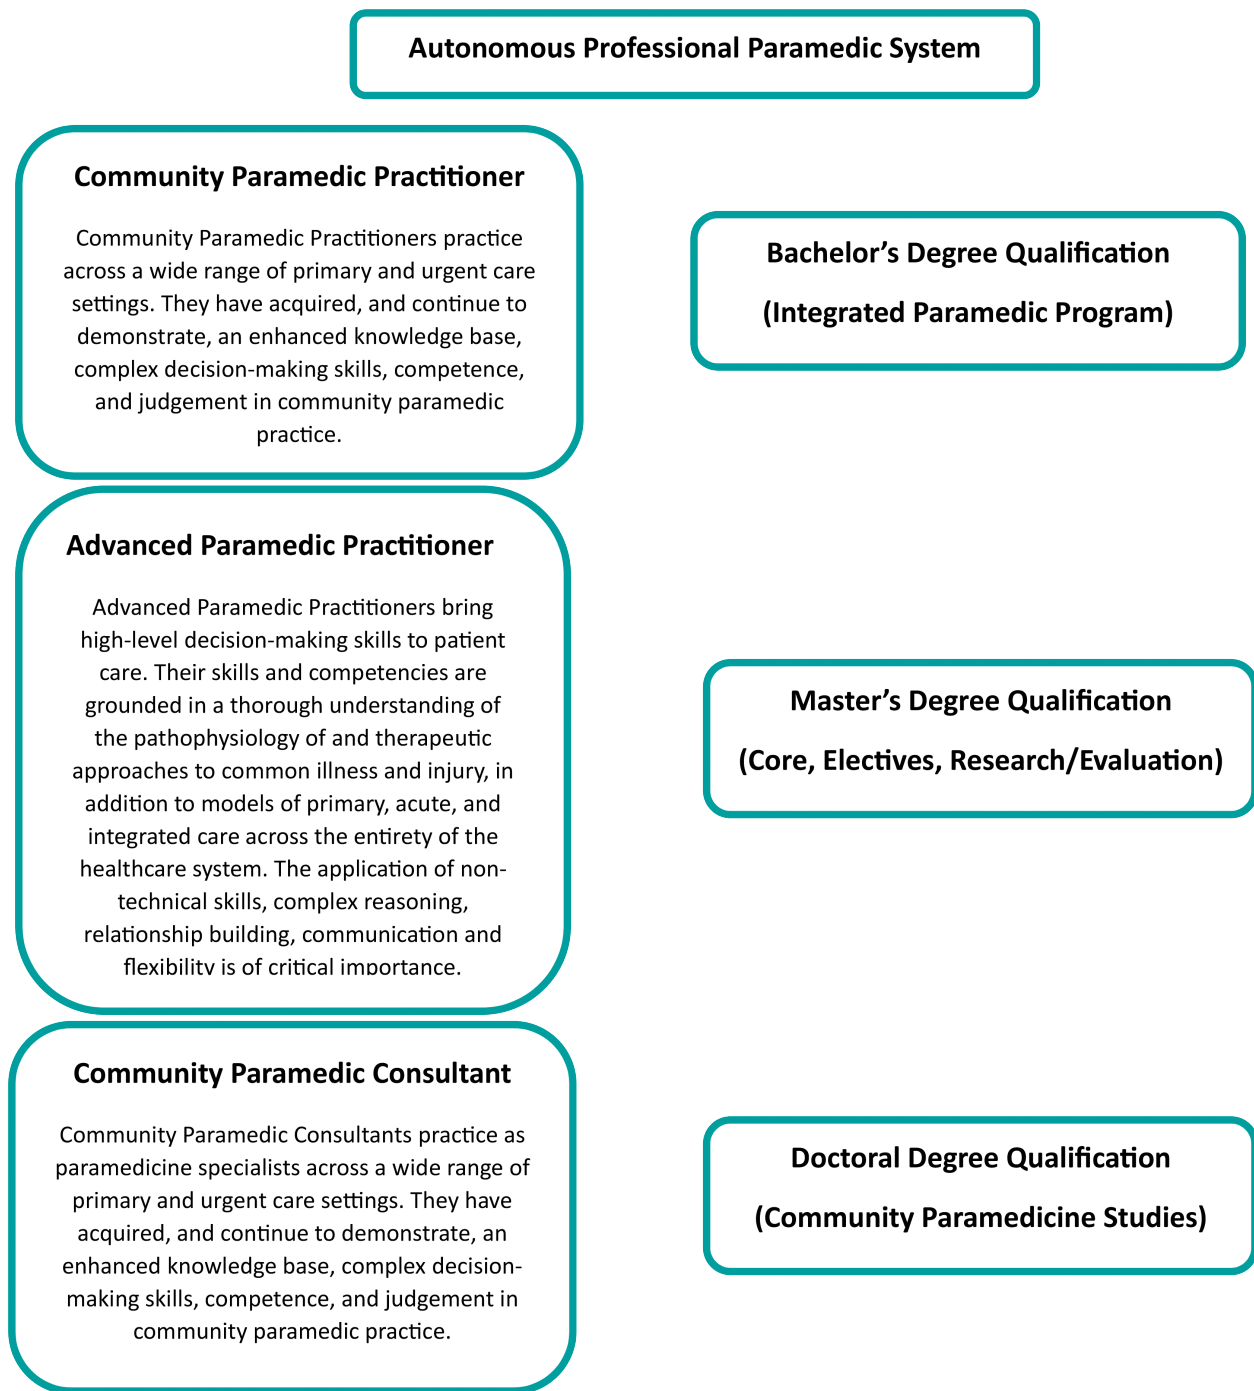 Autonomous Professional Paramedic System
Community Paramedic Practitioner
Community Paramedic Practitioners practice
across a wide range of primary and urgent care
settings. They have acquired, and continue to
demonstrate, an enhanced knowledge base,
complex decision-making skills, competence,
and judgement in community paramedic
practice.
Bachelor’s Degree Qualification
(Integrated Paramedic Program)
Advanced Paramedic Practitioner
Advanced Paramedic Practitioners bring
high-level decision-making skills to patient
care. Their skills and competencies are
grounded in a thorough understanding of
the pathophysiology of and therapeutic
approaches to common illness and injury, in
addition to models of primary, acute, and
integrated care across the entirety of the
healthcare system. The application of non-
technical skills, complex reasoning,
relationship building, communication and
flexibility is of critical importance.
Master’s Degree Qualification
(Core, Electives, Research/Evaluation)
Community Paramedic Consultant
Community Paramedic Consultants practice as
paramedicine specialists across a wide range of
primary and urgent care settings. They have
acquired, and continue to demonstrate, an
enhanced knowledge base, complex decision-
making skills, competence, and judgement in
community paramedic practice.
Doctoral Degree Qualification
(Community Paramedicine Studies)